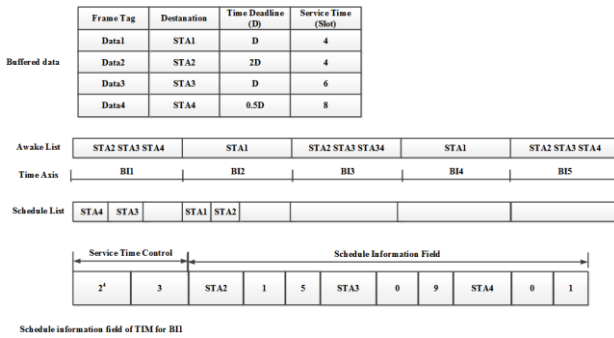 Frame Tag Destanation Time Deadline (D) Service Time (Slot)
Data1 STA1 D 4
Buffered data
Data2 STA2 2D 4
Data3 STA3 D 6
Data4 STA4 0.5D 8
Awake List STA2 STA3 STA4 STA1 STA2 STA3 STA34 STA1 STA2 STA3 STA4
Time Axis BI1 BI2 BI3 BI4 BI5
Schedule List STA4 STA3 STA1 STA2
Service Time Control Schedule Information Field
2⁴ 3 STA2 1 5 STA3 0 9 STA4 0 1
Schedule information field of TIM for BI1